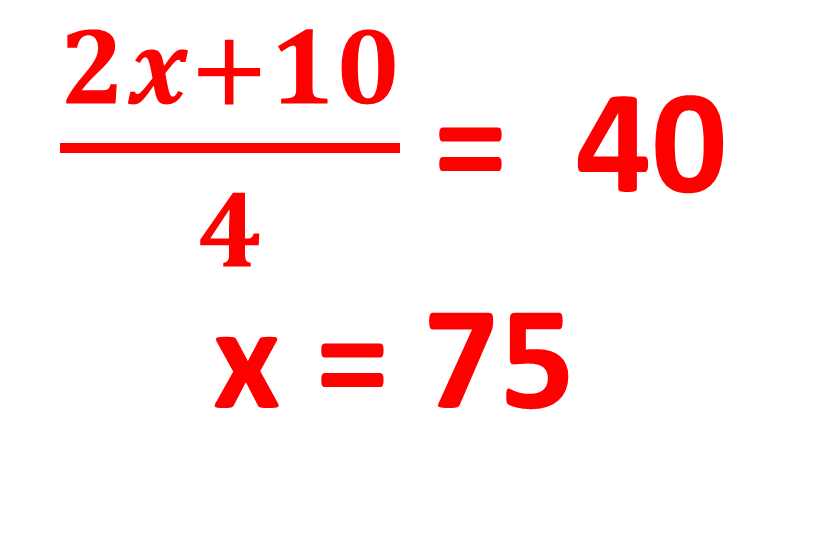 2x+10
4
= 40
x = 75